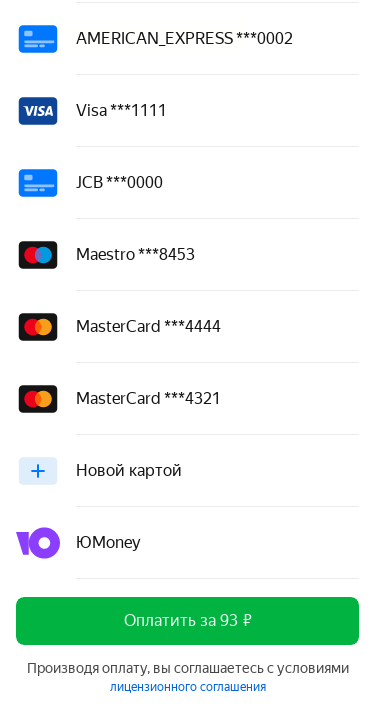 AMERICAN_EXPRESS ***0002
VISA
Visa ***1111
JCB ***0000
Maestro ***8453
MasterCard ***4444
MasterCard ***4321
Новой картой
ЮMoney
Оплатить за 93 ₽
Производя оплату, вы соглашаетесь с условиями
лицензионного соглашения